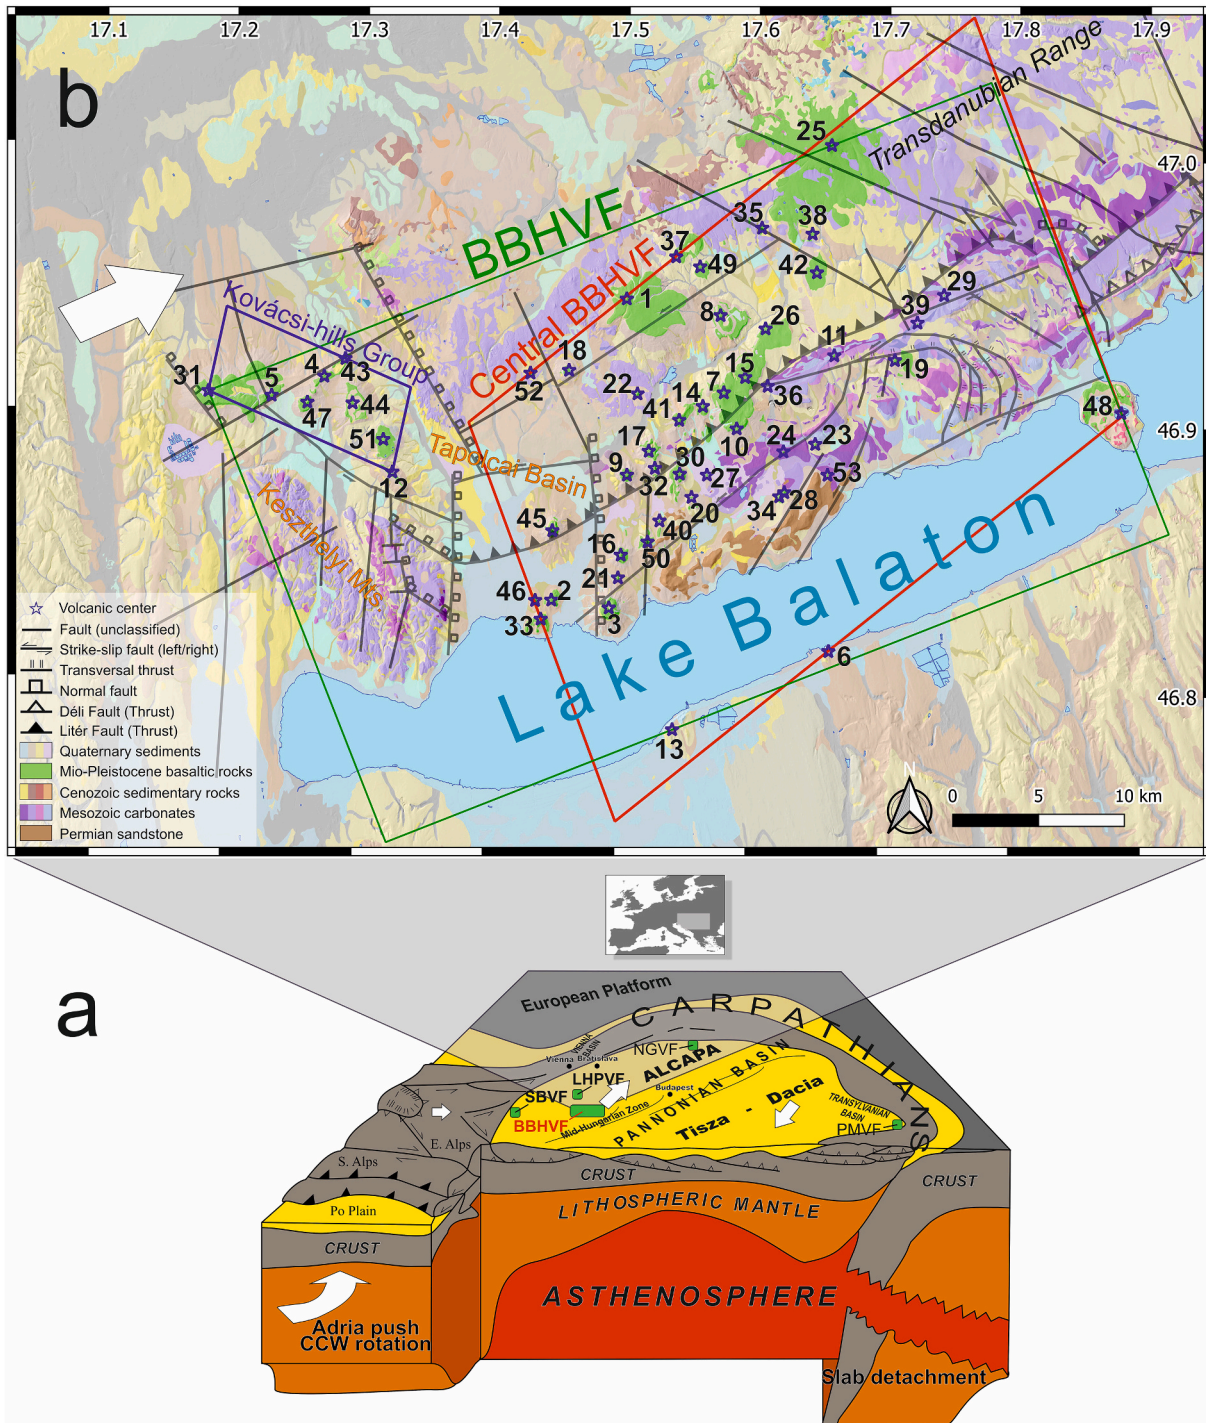 17.1 17.2 17.3 17.4 17.5 17.6 17.7 17.8 17.9
b
Transdanubian Range
25
47.0
BBHVF
35 38
37
49 42
Central BBHVF
Kovácsi-hills Group
29
1
8 26 39
11
31 5 4 43
18
52
15 19
47 44
22 14 7 36
41
48
51
17 10 24 23
46.9
Tapolcai Basin
9 30 27 53
12 32
Keszthelyi Mts.
20 34 28
45
40
16 50
21
46 2
33 3
Lake Balaton
6
46.8
13
Volcanic center
Fault (unclassified)
Strike-slip fault (left/right)
Transversal thrust
Normal fault
Déli Fault (Thrust)
Litér Fault (Thrust)
Quaternary sediments
Mio-Pleistocene basaltic rocks
Cenozoic sedimentary rocks
Mesozoic carbonates
Permian sandstone
N
0 5 10 km
a
European Platform
CARPATHIANS
VIENNA BASIN
Vienna Bratislava
NGVF
ALCAPA
LHPVF
SBVF
Budapest
BBHVF
Mid-Hungarian Zone
PANNONIAN BASIN
Tisza - Dacia
TRANSYLVANIAN
BASIN
PMVF
E. Alps
S. Alps
Po Plain
CRUST
CRUST
CRUST
LITHOSPHERIC MANTLE
ASTHENOSPHERE
Adria push
CCW rotation
Slab detachment